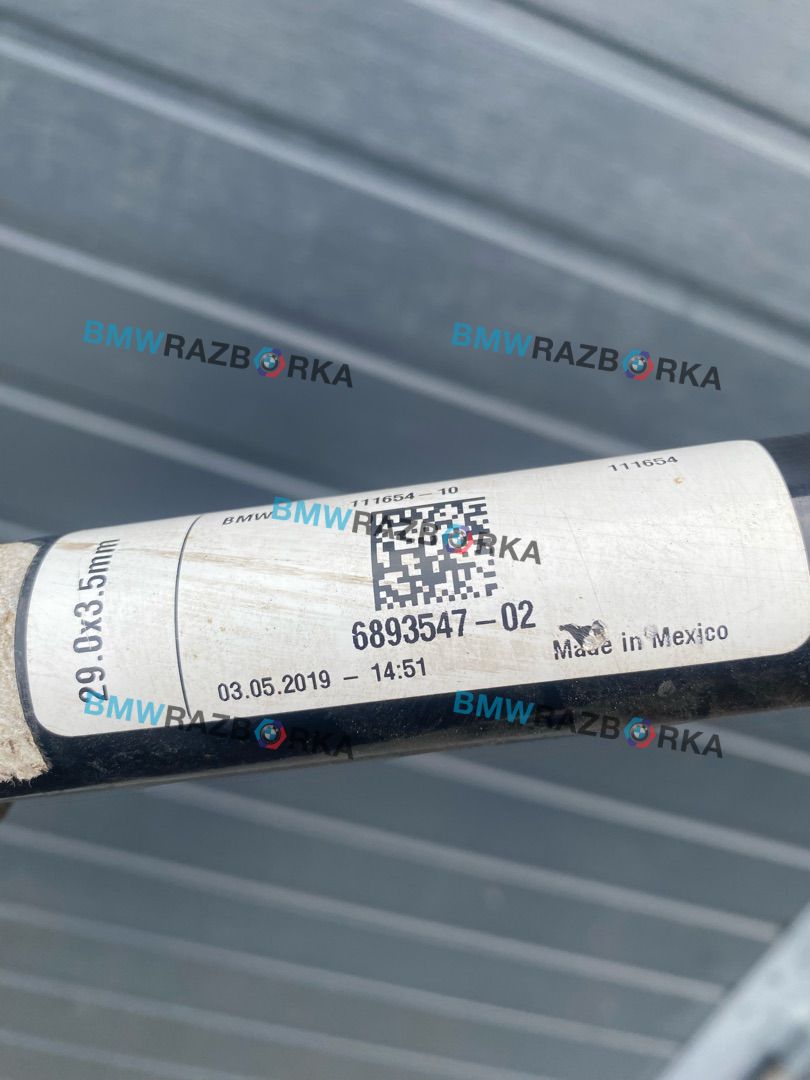 BMWRAZBORKA
BMWRAZBORKA
111654
111654-10
BMW
BMWRAZBORKA
29.0x3.5mm
6893547-02
Made in Mexico
03.05.2019 - 14:51
BMWRAZBORKA
BMWRAZBORKA